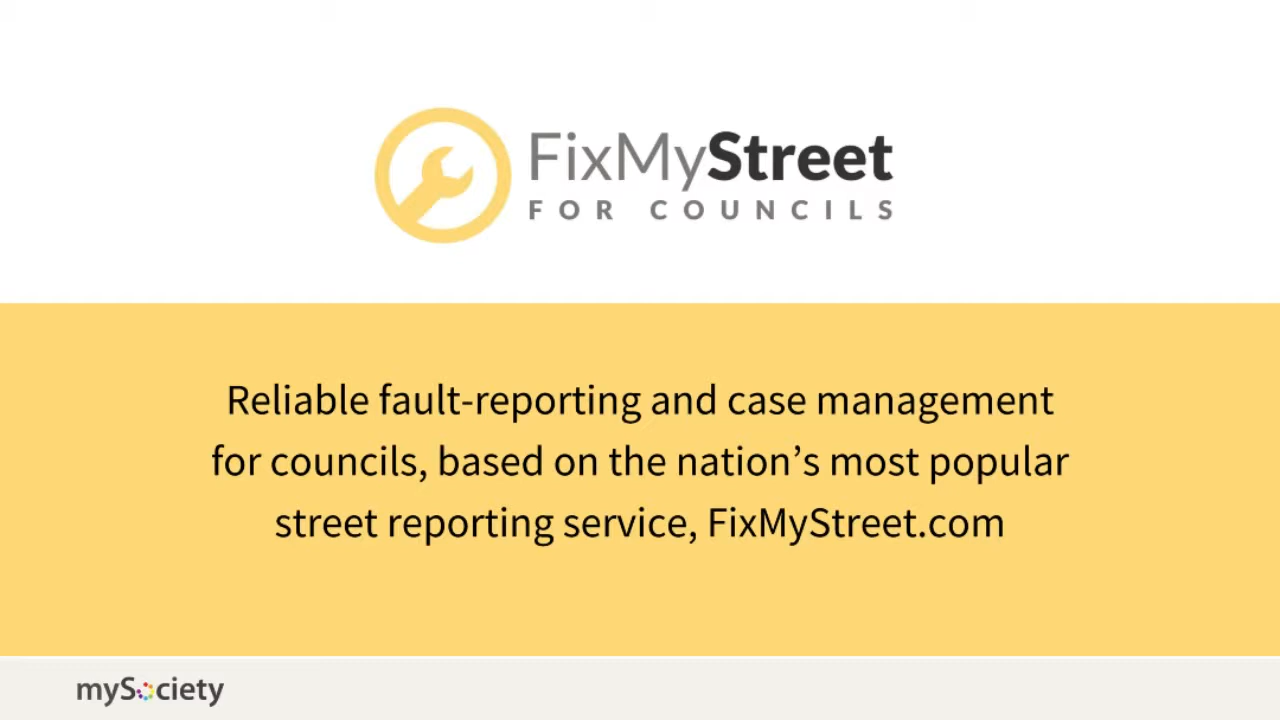 FixMyStreet
FOR COUNCILS
Reliable fault-reporting and case management
for councils, based on the nation’s most popular
street reporting service, FixMyStreet.com
mySociety